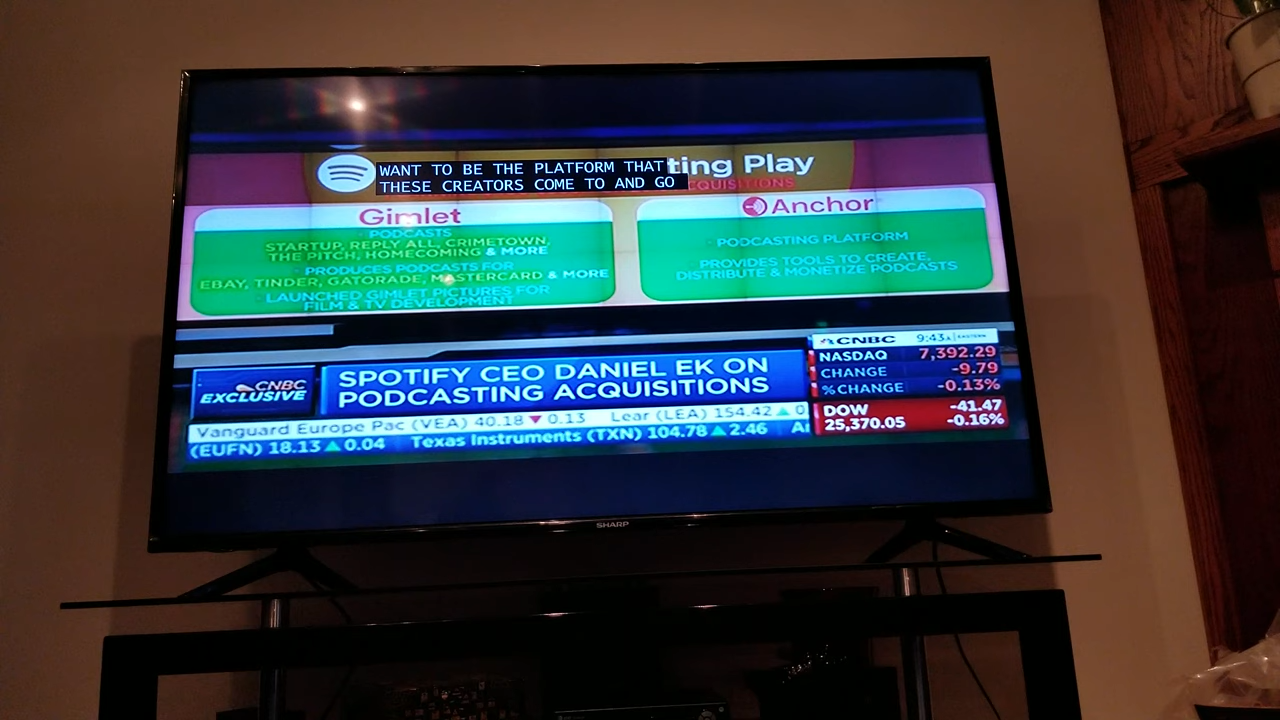 WANT TO BE THE PLATFORM THAT
THESE CREATORS COME TO AND GO
ting Play
CQUISITIONS
Gimlet
· PODCASTS
STARTUP, REPLY ALL, CRIMETOWN,
THE PITCH, HOMECOMING & MORE
· PRODUCES PODCASTS FOR
EBAY, TINDER, GATORADE, MASTERCARD & MORE
· LAUNCHED GIMLET PICTURES FOR
FILM & TV DEVELOPMENT
Anchor
· PODCASTING PLATFORM
· PROVIDES TOOLS TO CREATE,
DISTRIBUTE & MONETIZE PODCASTS
CNBC
EXCLUSIVE
SPOTIFY CEO DANIEL EK ON
PODCASTING ACQUISITIONS
CNBC 9:43A EASTERN
NASDAQ 7,392.29
CHANGE -9.79
% CHANGE -0.13%
DOW -41.47
25,370.05 -0.16%
Vanguard Europe Pac (VEA) 40.18 ▼ 0.13 Lear (LEA) 154.42 ▲ 0
(EUFN) 18.13 ▲ 0.04 Texas Instruments (TXN) 104.78 ▲ 2.46
SHARP